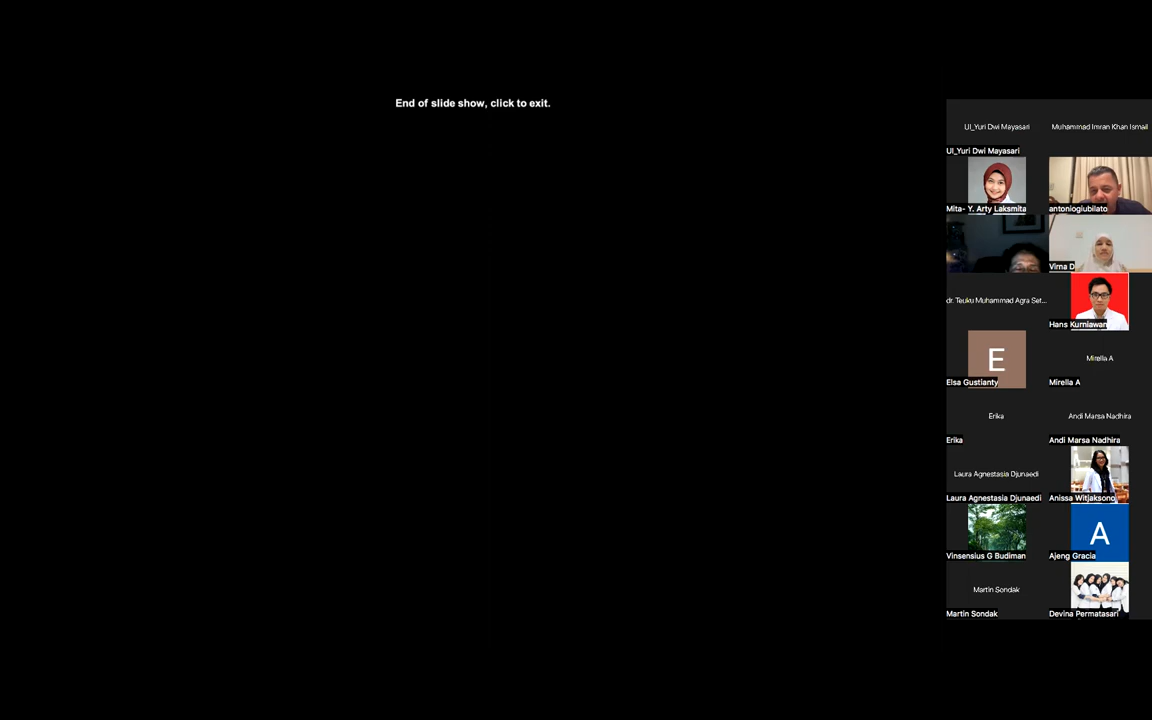 End of slide show, click to exit.
UI_Yuri Dwi Mayasari
Muhammad Imran Khan Ismail
UI_Yuri Dwi Mayasari
Mita- Y. Arty Laksmita
antoniogiubilato
Virna D
dr. Teuku Muhammad Agra Set...
Hans Kurniawan
E
Mirella A
Elsa Gustianty
Mirella A
Erika
Andi Marsa Nadhira
Erika
Andi Marsa Nadhira
Laura Agnestasia Djunaedi
Laura Agnestasia Djunaedi
Anissa Witjaksono
A
Vinsensius G Budiman
Ajeng Gracia
Martin Sondak
Martin Sondak
Devina Permatasari